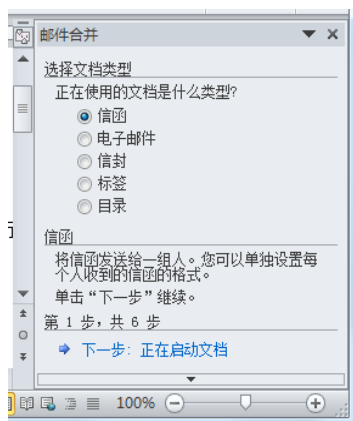 邮件合并
选择文档类型
正在使用的文档是什么类型?
信函
电子邮件
信封
标签
目录
信函
将信函发送给一组人。您可以单独设置每
个人收到的信函的格式。
单击“下一步”继续。
第 1 步，共 6 步
下一步: 正在启动文档
100%